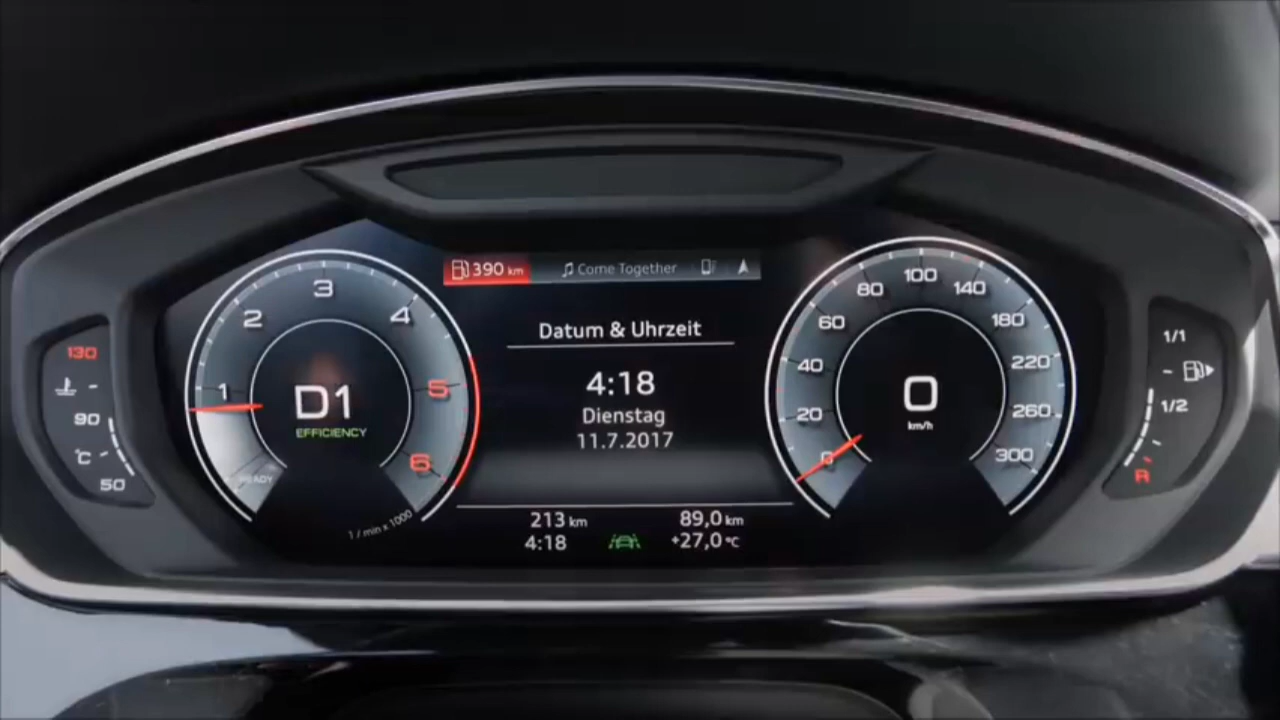 390 km Come Together
Datum & Uhrzeit
4:18
Dienstag
11.7.2017
213 km 89,0 km
4:18 +27,0 °C
1
2
3
4
5
6
D1
EFFICIENCY
READY
1 / min x 1000
0
20
40
60
80
100
140
180
220
260
300
0
km/h
130
90
°C
50
1/1
1/2
R